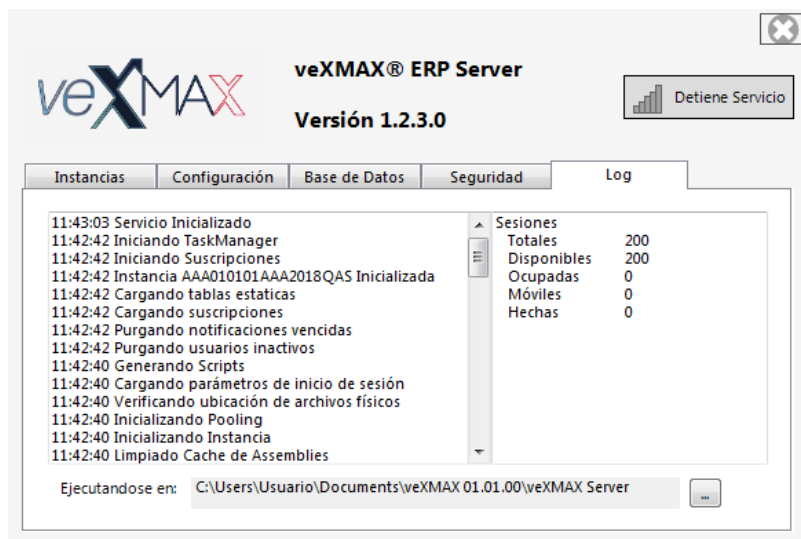 veXMAX
veXMAX® ERP Server
Versión 1.2.3.0
Detiene Servicio
Instancias
Configuración
Base de Datos
Seguridad
Log
11:43:03 Servicio Inicializado
11:42:42 Iniciando TaskManager
11:42:42 Iniciando Suscripciones
11:42:42 Instancia AAA010101AAA2018QAS Inicializada
11:42:42 Cargando tablas estaticas
11:42:42 Cargando suscripciones
11:42:42 Purgando notificaciones vencidas
11:42:42 Purgando usuarios inactivos
11:42:40 Generando Scripts
11:42:40 Cargando parámetros de inicio de sesión
11:42:40 Verificando ubicación de archivos físicos
11:42:40 Inicializando Pooling
11:42:40 Inicializando Instancia
11:42:40 Limpiado Cache de Assemblies
Sesiones
Totales 200
Disponibles 200
Ocupadas 0
Móviles 0
Hechas 0
Ejecutandose en: C:\Users\Usuario\Documents\veXMAX 01.01.00\veXMAX Server
...